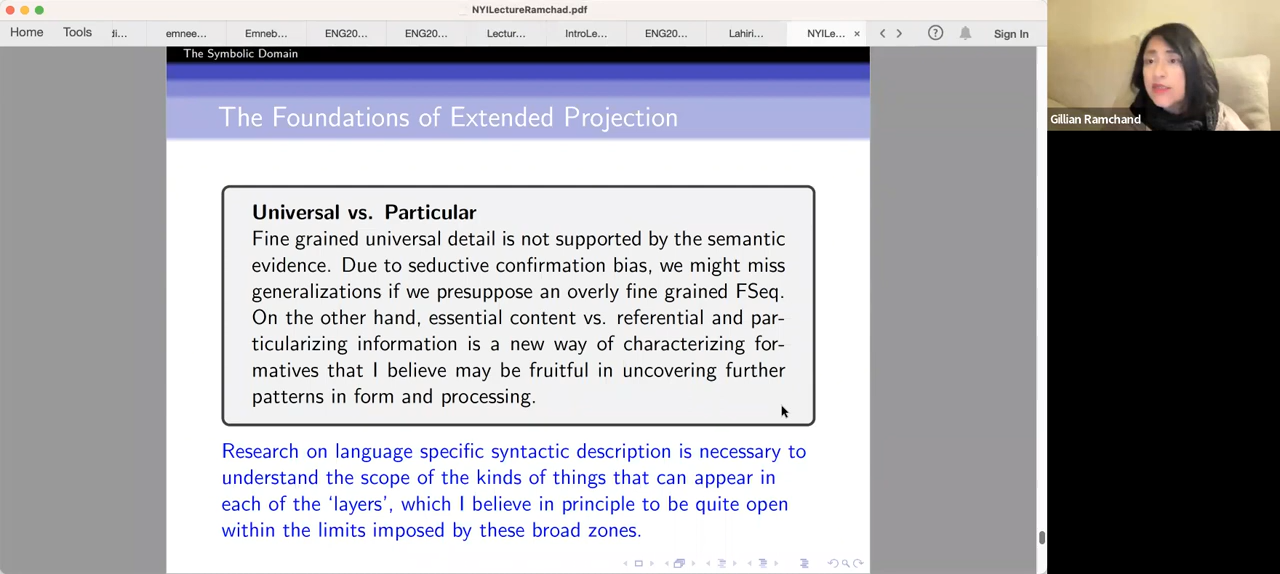 NYILectureRamchad.pdf
Home Tools di... emnee... Emneb... ENG20... ENG20... Lectur... IntroLe... ENG20... Lahiri... NYILe... × ? Sign In
The Symbolic Domain
The Foundations of Extended Projection
Universal vs. Particular
Fine grained universal detail is not supported by the semantic
evidence. Due to seductive confirmation bias, we might miss
generalizations if we presuppose an overly fine grained FSeq.
On the other hand, essential content vs. referential and par-
ticularizing information is a new way of characterizing for-
matives that I believe may be fruitful in uncovering further
patterns in form and processing.
Research on language specific syntactic description is necessary to
understand the scope of the kinds of things that can appear in
each of the ‘layers’, which I believe in principle to be quite open
within the limits imposed by these broad zones.
Gillian Ramchand